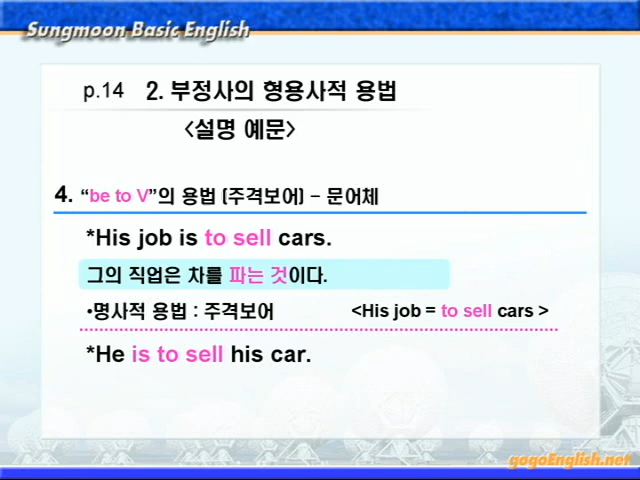 Sungmoon Basic English
p.14 2. 부정사의 형용사적 용법
<설명 예문>
4. “be to V”의 용법 (주격보어) - 문어체
*His job is to sell cars.
그의 직업은 차를 파는 것이다.
•명사적 용법 : 주격보어 <His job = to sell cars >
*He is to sell his car.
gogoEnglish.net